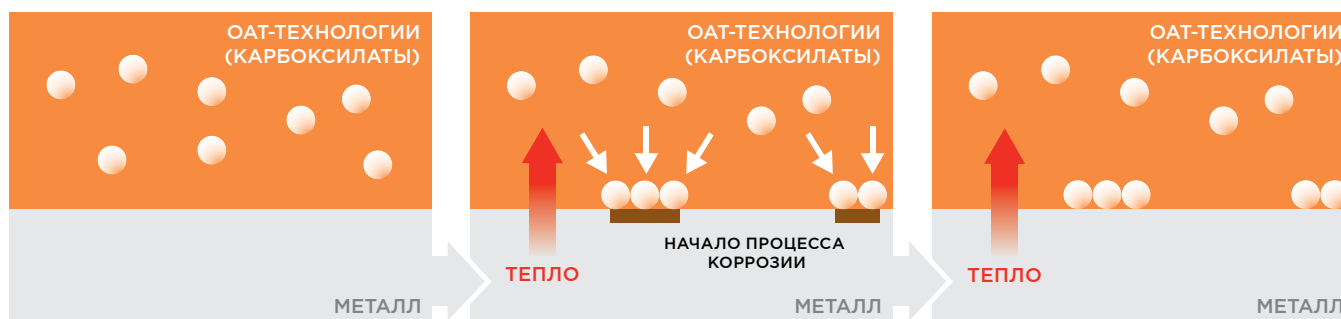 ОАТ-ТЕХНОЛОГИИ
(КАРБОКСИЛАТЫ)
МЕТАЛЛ
ОАТ-ТЕХНОЛОГИИ
(КАРБОКСИЛАТЫ)
НАЧАЛО ПРОЦЕССА
КОРРОЗИИ
ТЕПЛО
МЕТАЛЛ
ОАТ-ТЕХНОЛОГИИ
(КАРБОКСИЛАТЫ)
ТЕПЛО
МЕТАЛЛ